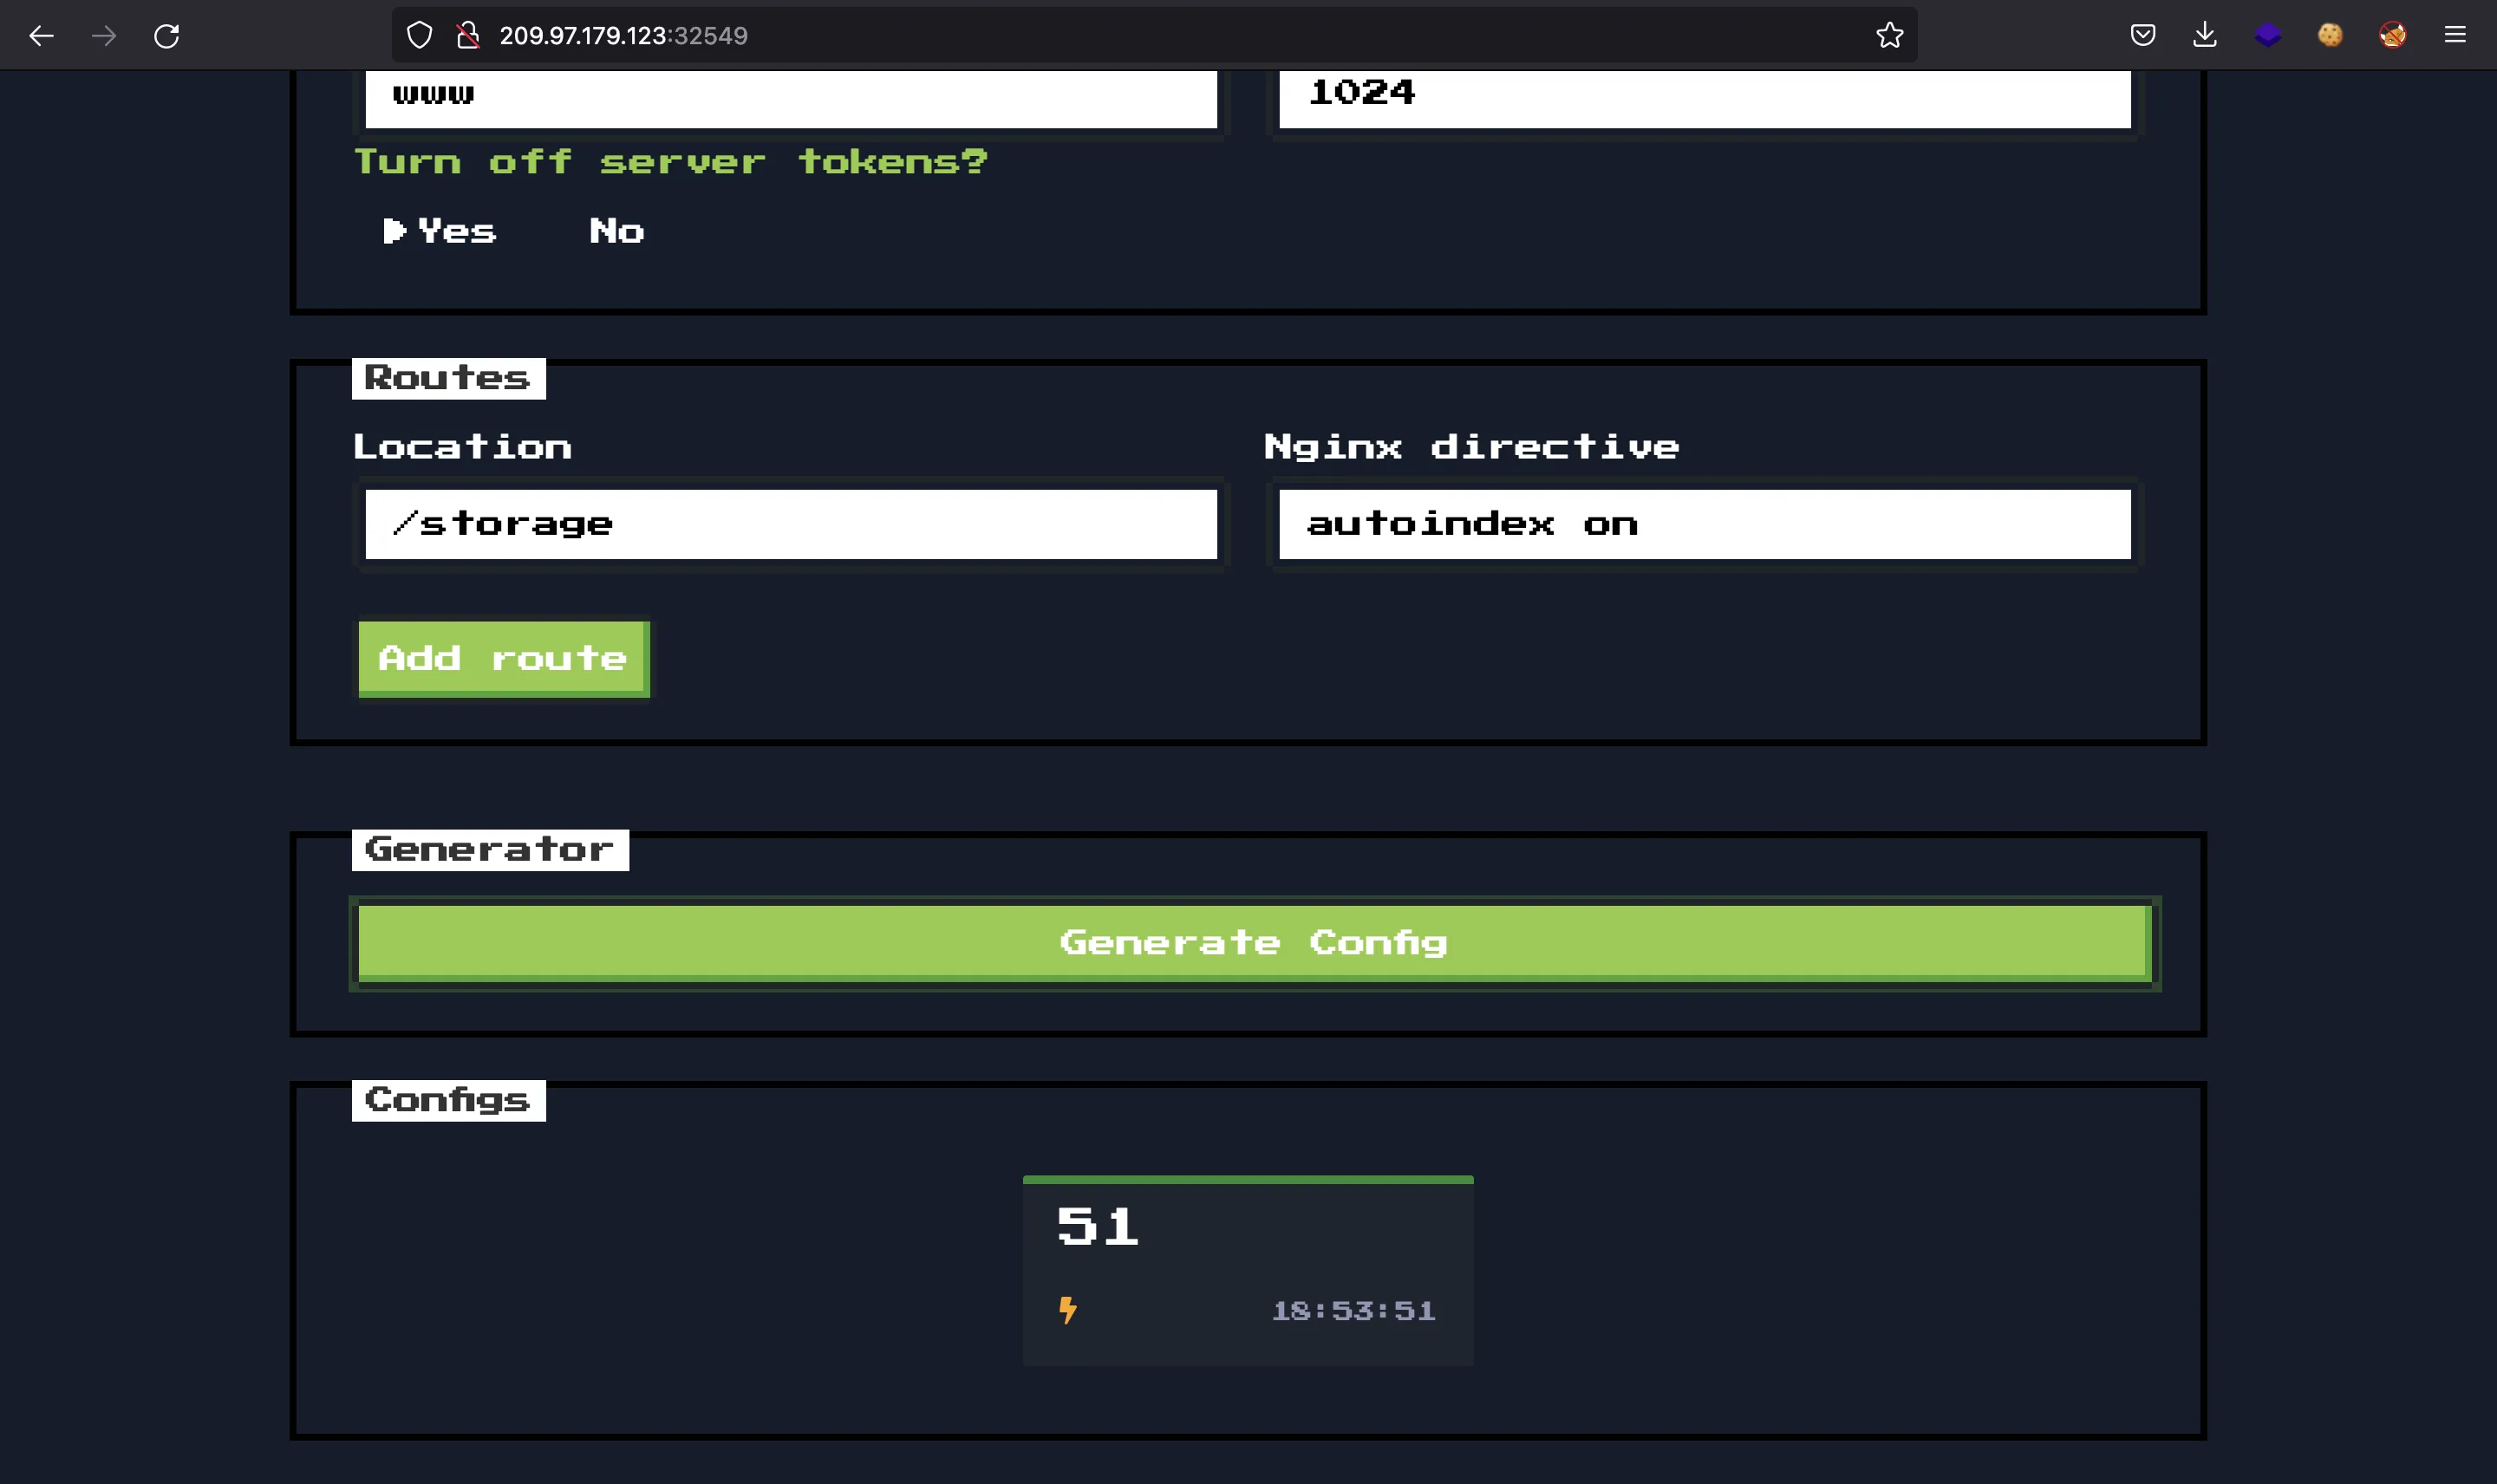 209.97.179.123:32549
www 1024
Turn off server tokens?
Yes No
Routes
Location Nginx directive
/storage autoindex on
Add route
Generator
Generate Config
Configs
51
18:53:51